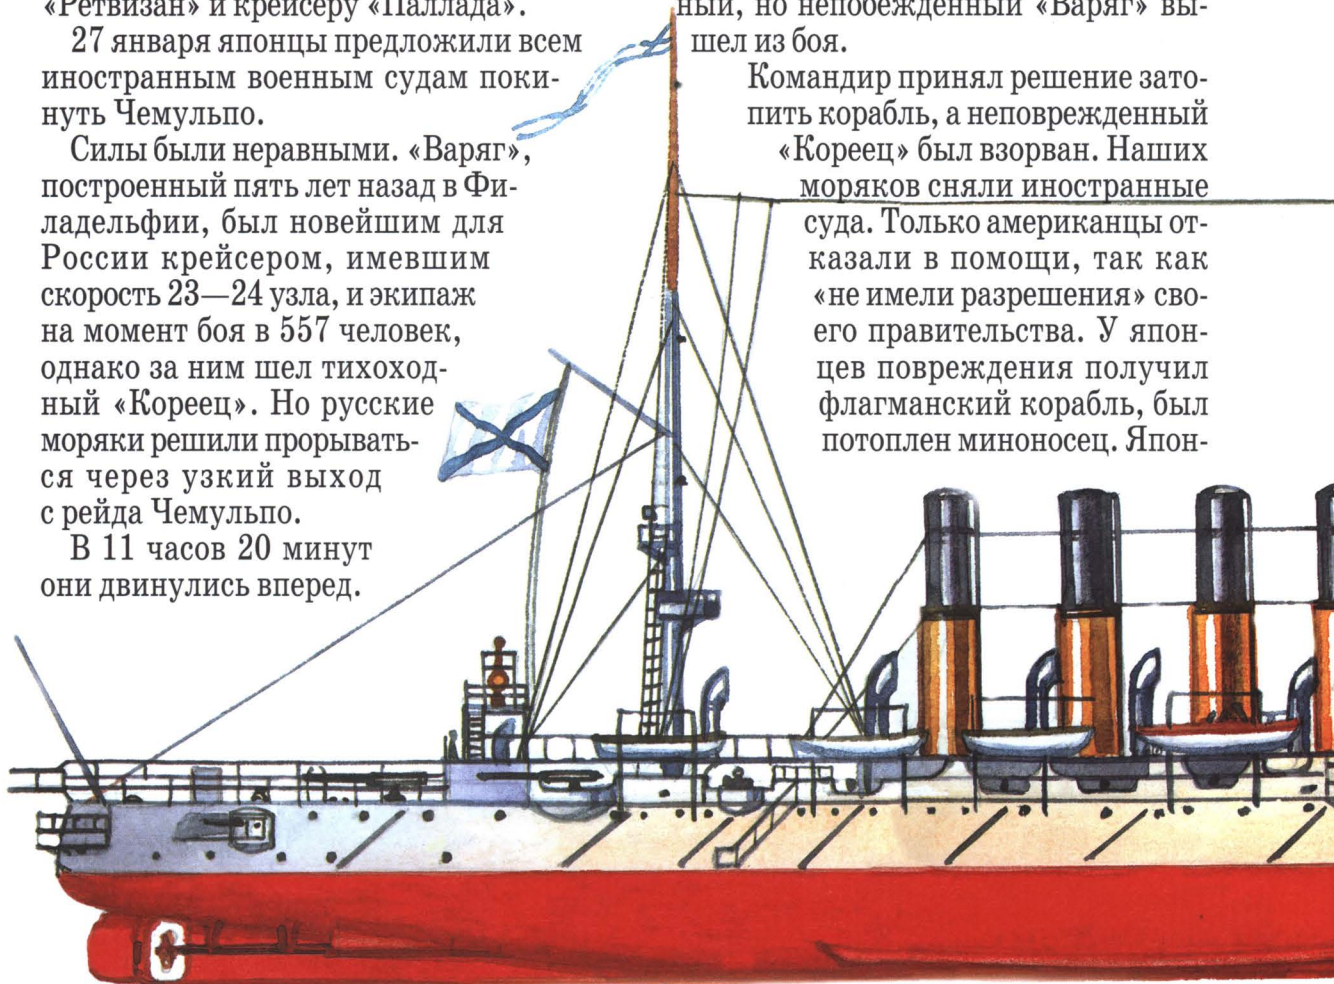 «Ретвизан» и крейсеру «Паллада».
27 января японцы предложили всем
иностранным военным судам поки-
нуть Чемульпо.
Силы были неравными. «Варяг»,
построенный пять лет назад в Фи-
ладельфии, был новейшим для
России крейсером, имевшим
скорость 23—24 узла, и экипаж
на момент боя в 557 человек,
однако за ним шел тихоход-
ный «Кореец». Но русские
моряки решили прорывать-
ся через узкий выход
с рейда Чемульпо.
В 11 часов 20 минут
они двинулись вперед.
ный, но непобежденный «Варяг» вы-
шел из боя.
Командир принял решение зато-
пить корабль, а неповрежденный
«Кореец» был взорван. Наших
моряков сняли иностранные
суда. Только американцы от-
казали в помощи, так как
«не имели разрешения» сво-
его правительства. У япон-
цев повреждения получил
флагманский корабль, был
потоплен миноносец. Япон-